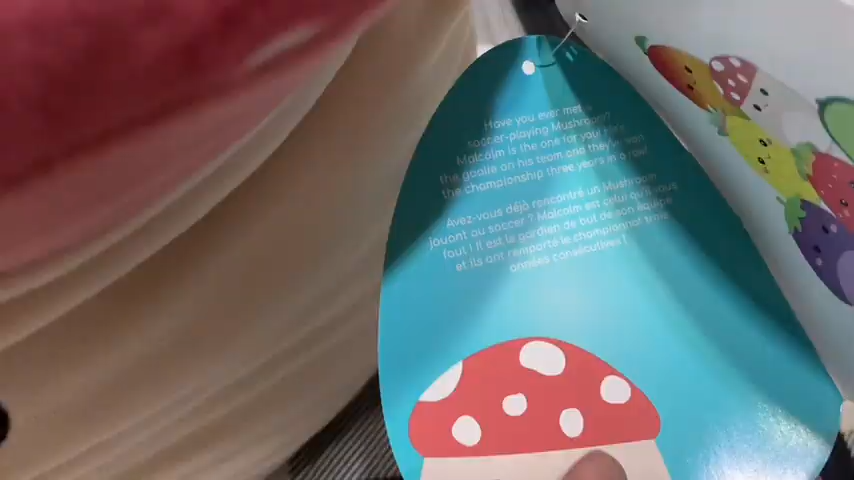 Have you ever met a
soccer-playing Mushroom?
Malcolm is the one for you! He's
the goalie on his team and they've won
the championship three years in a row!
Avez-vous déjà rencontré un Mushroom
jouant au soccer ? Malcolm est celui qu'il vous
faut ! Il est le gardien de but de son équipe
et ils ont remporté le championnat trois
années consécutives !